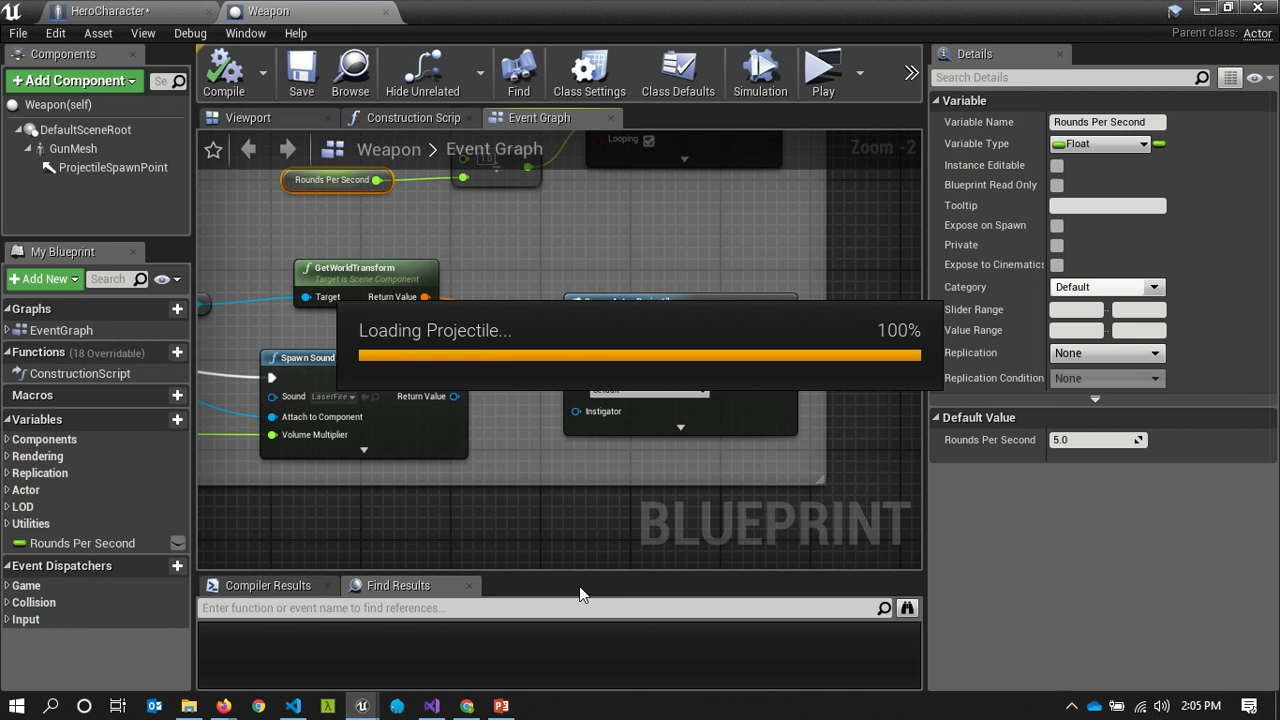 HeroCharacter*
Weapon
File Edit Asset View Debug Window Help
Parent class: Actor
Components
+ Add Component
Se
Weapon(self)
DefaultSceneRoot
GunMesh
ProjectileSpawnPoint
My Blueprint
+ Add New
Search
Graphs
EventGraph
Functions (18 Overridable)
ConstructionScript
Macros
Variables
Components
Rendering
Replication
Actor
LOD
Utilities
Rounds Per Second
Event Dispatchers
Game
Collision
Input
Compile
Save
Browse
Hide Unrelated
Find
Class Settings
Class Defaults
Simulation
Play
Viewport
Construction Scrip
Event Graph
Weapon > Event Graph
Zoom -2
Looping
1.0
Rounds Per Second
GetWorldTransform
Target is Scene Component
Target
Return Value
Loading Projectile...
100%
Spawn Sound
Sound
LaserFire
Return Value
Attach to Component
Volume Multiplier
Instigator
BLUEPRINT
Compiler Results
Find Results
Enter function or event name to find references...
Details
Search Details
Variable
Variable Name
Rounds Per Second
Variable Type
Float
Instance Editable
Blueprint Read Only
Tooltip
Expose on Spawn
Private
Expose to Cinematics
Category
Default
Slider Range
Value Range
Replication
None
Replication Condition
None
Default Value
Rounds Per Second
5.0
2:05 PM